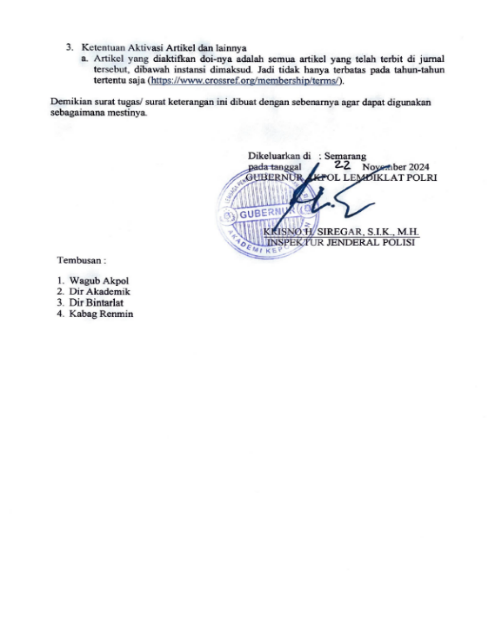 3. Ketentuan Aktivasi Artikel dan lainnya
a. Artikel yang diaktifkan doi-nya adalah semua artikel yang telah terbit di jurnal
tersebut, dibawah instansi dimaksud. Jadi tidak hanya terbatas pada tahun-tahun
tertentu saja (https://www.crossref.org/membership/terms/).
Demikian surat tugas/ surat keterangan ini dibuat dengan sebenarnya agar dapat digunakan
sebagaimana mestinya.
Dikeluarkan di : Semarang
pada tanggal 22 November 2024
GUBERNUR AKPOL LEMDIKLAT POLRI
GUBERNUR
KRISNO H. SIREGAR, S.I.K., M.H.
INSPEKTUR JENDERAL POLISI
Tembusan :
1. Wagub Akpol
2. Dir Akademik
3. Dir Bintarlat
4. Kabag Renmin